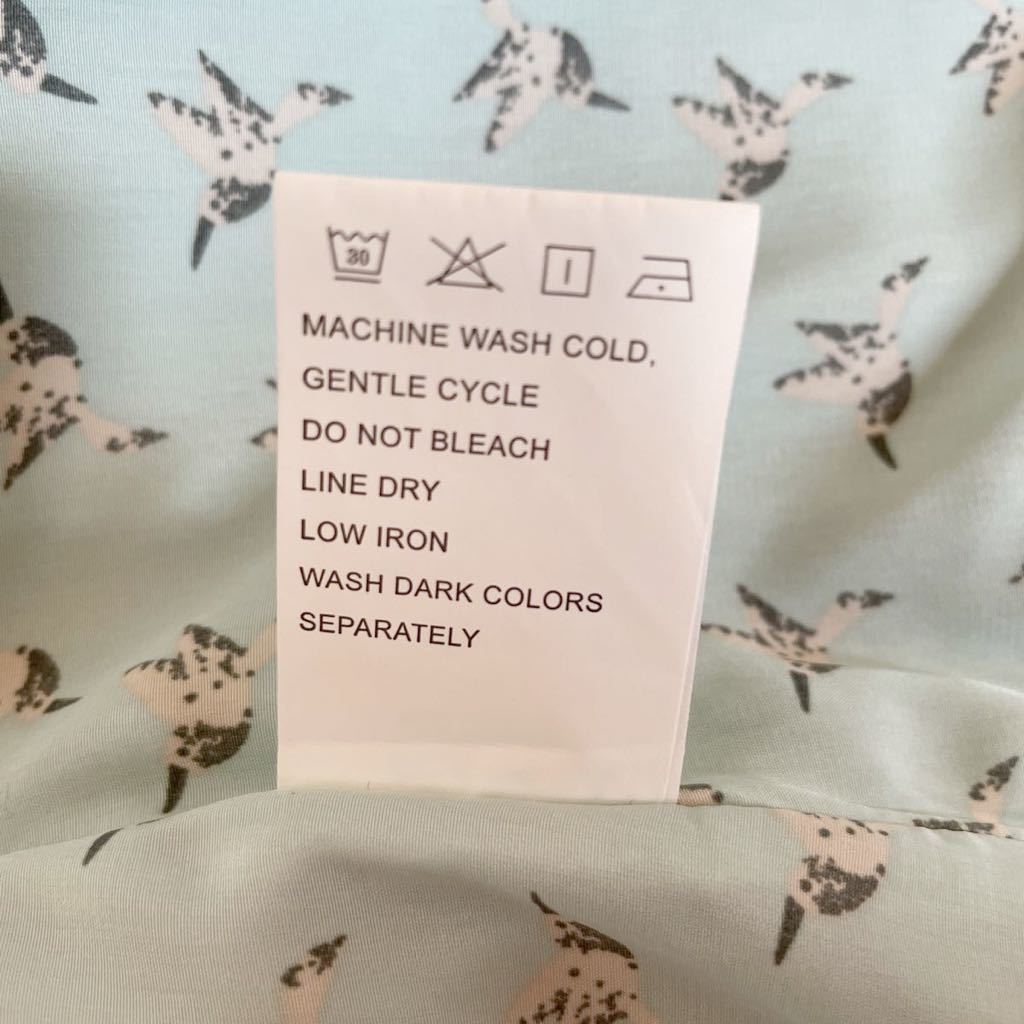 30
MACHINE WASH COLD,
GENTLE CYCLE
DO NOT BLEACH
LINE DRY
LOW IRON
WASH DARK COLORS
SEPARATELY